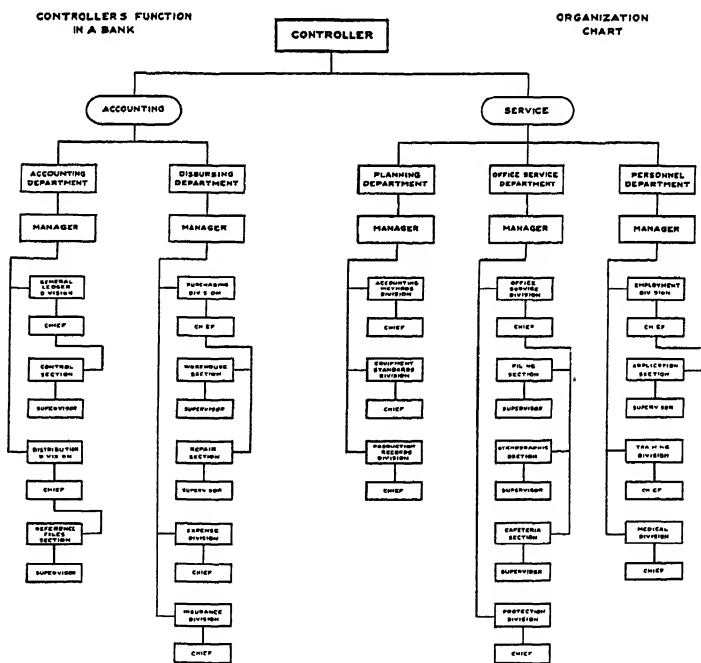 CONTROLLER'S FUNCTION
IN A BANK
ORGANIZATION
CHART
CONTROLLER
ACCOUNTING
SERVICE
ACCOUNTING
DEPARTMENT
DISBURSING
DEPARTMENT
PLANNING
DEPARTMENT
OFFICE SERVICE
DEPARTMENT
PERSONNEL
DEPARTMENT
MANAGER
MANAGER
MANAGER
MANAGER
MANAGER
GENERAL
LEDGER
DIVISION
CHIEF
CONTROL
SECTION
SUPERVISOR
DISTRIBUTION
DIVISION
CHIEF
REFERENCE
FILES
SECTION
SUPERVISOR
PURCHASING
DIVISION
CHIEF
WAREHOUSE
SECTION
SUPERVISOR
REPAIR
SECTION
SUPERVISOR
EXPENSE
DIVISION
CHIEF
INSURANCE
DIVISION
CHIEF
ACCOUNTING
METHODS
DIVISION
CHIEF
EQUIPMENT
STANDARDS
DIVISION
CHIEF
PRODUCTION
RECORDS
DIVISION
CHIEF
OFFICE
SERVICE
DIVISION
CHIEF
FILING
SECTION
SUPERVISOR
STENOGRAPHIC
SECTION
SUPERVISOR
CAFETERIA
SECTION
SUPERVISOR
PROTECTION
DIVISION
CHIEF
EMPLOYMENT
DIVISION
CHIEF
APPLICATION
SECTION
SUPERVISOR
TRAINING
DIVISION
CHIEF
MEDICAL
DIVISION
CHIEF